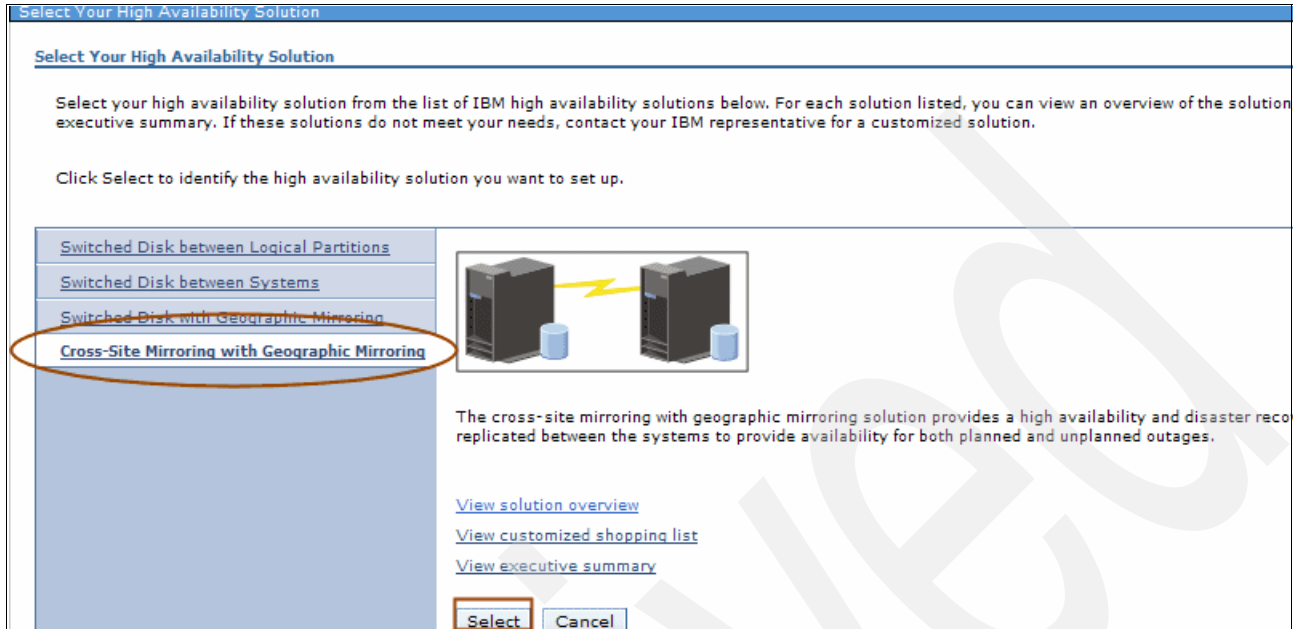 Select Your High Availability Solution
Select Your High Availability Solution
Select your high availability solution from the list of IBM high availability solutions below. For each solution listed, you can view an overview of the solution
executive summary. If these solutions do not meet your needs, contact your IBM representative for a customized solution.
Click Select to identify the high availability solution you want to set up.
Switched Disk between Logical Partitions
Switched Disk between Systems
Switched Disk with Geographic Mirroring
Cross-Site Mirroring with Geographic Mirroring
The cross-site mirroring with geographic mirroring solution provides a high availability and disaster reco
replicated between the systems to provide availability for both planned and unplanned outages.
View solution overview
View customized shopping list
View executive summary
Select Cancel